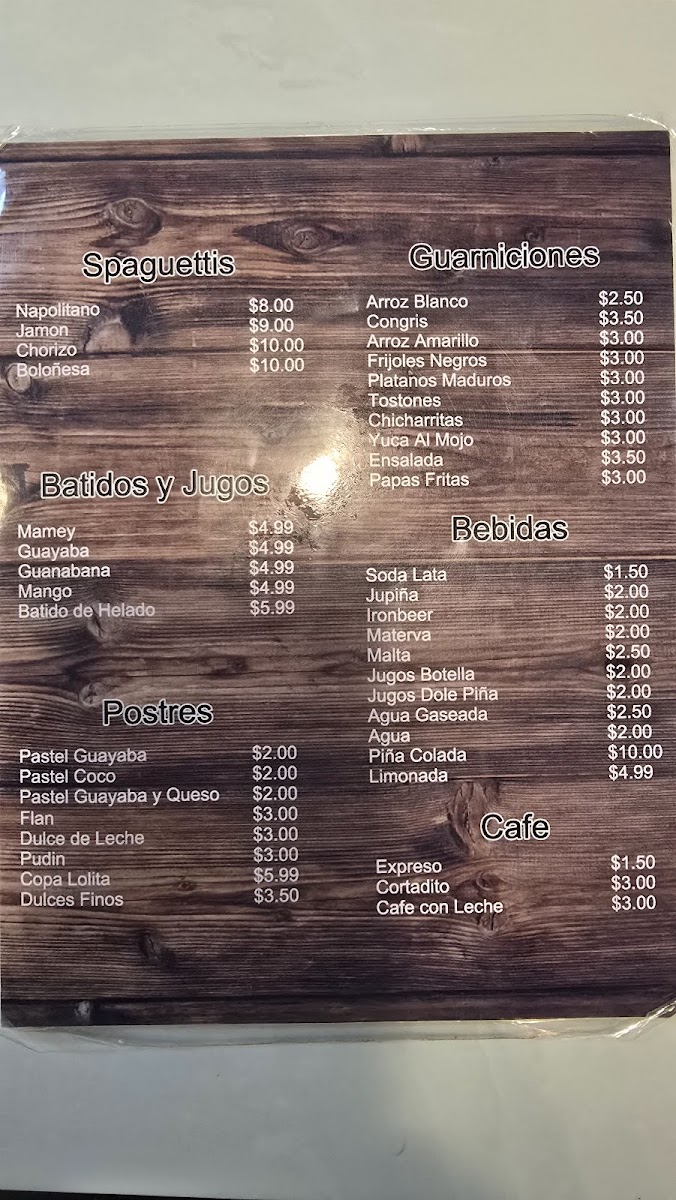 Spaguettis
Napolitano $8.00
Jamon $9.00
Chorizo $10.00
Boloñesa $10.00
Batidos y Jugos
Mamey $4.99
Guayaba $4.99
Guanabana $4.99
Mango $4.99
Batido de Helado $5.99
Postres
Pastel Guayaba $2.00
Pastel Coco $2.00
Pastel Guayaba y Queso $2.00
Flan $3.00
Dulce de Leche $3.00
Pudin $3.00
Copa Lolita $5.99
Dulces Finos $3.50
Guarniciones
Arroz Blanco $2.50
Congris $3.50
Arroz Amarillo $3.00
Frijoles Negros $3.00
Platanos Maduros $3.00
Tostones $3.00
Chicharritas $3.00
Yuca Al Mojo $3.00
Ensalada $3.50
Papas Fritas $3.00
Bebidas
Soda Lata $1.50
Jupiña $2.00
Ironbeer $2.00
Materva $2.00
Malta $2.50
Jugos Botella $2.00
Jugos Dole Piña $2.00
Agua Gaseada $2.50
Agua $2.00
Piña Colada $10.00
Limonada $4.99
Cafe
Expreso $1.50
Cortadito $3.00
Cafe con Leche $3.00